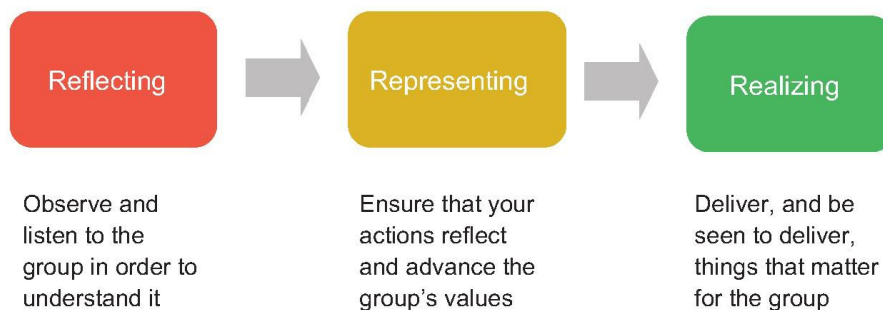 Reflecting
Representing
Realizing
Observe and
listen to the
group in order to
understand it
Ensure that your
actions reflect
and advance the
group's values
Deliver, and be
seen to deliver,
things that matter
for the group